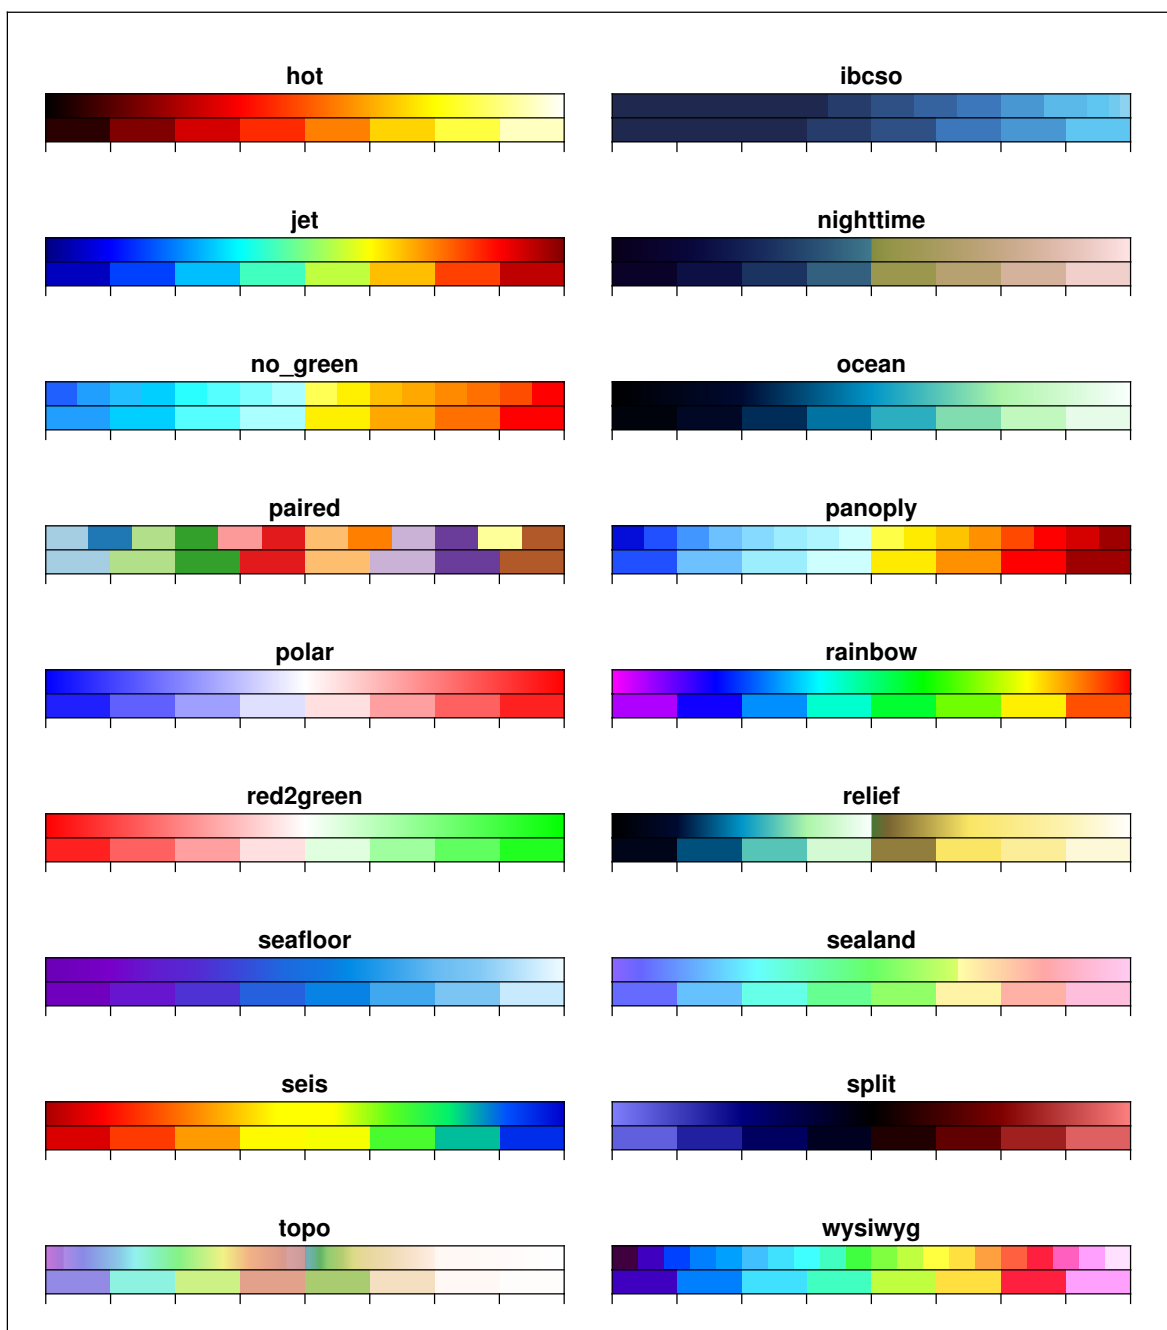 hot
ibcso
jet
nighttime
no_green
ocean
paired
panoply
polar
rainbow
red2green
relief
seafloor
sealand
seis
split
topo
wysiwyg